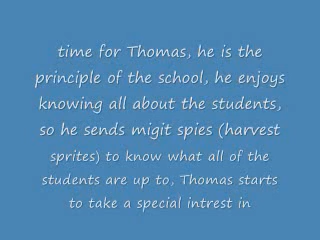 time for Thomas, he is the
principle of the school, he enjoys
knowing all about the students,
so he sends migit spies (harvest
sprites) to know what all of the
students are up to, Thomas starts
to take a special intrest in